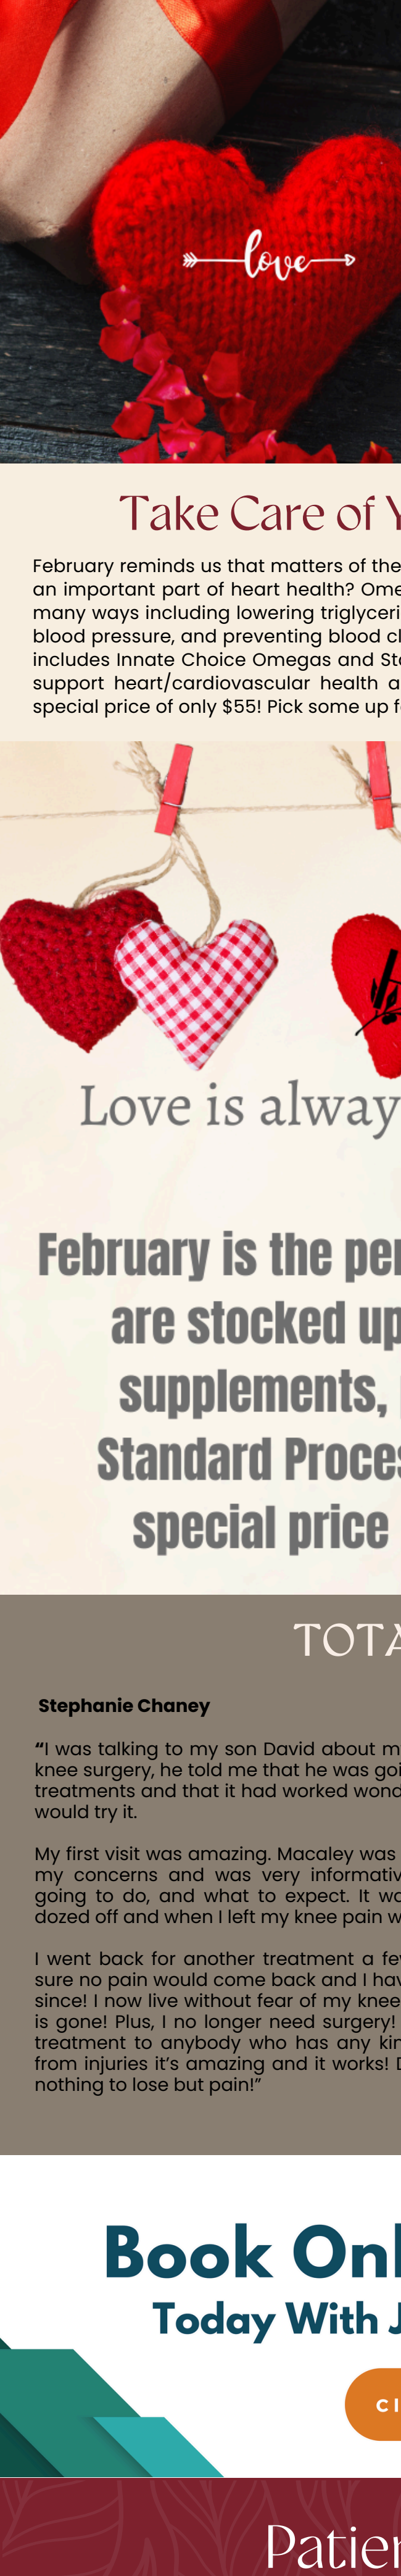 love
Take Care of Y
February reminds us that matters of the
an important part of heart health? Ome
many ways including lowering triglyceri
blood pressure, and preventing blood cl
includes Innate Choice Omegas and Sta
support heart/cardiovascular health a
special price of only $55! Pick some up f
Love is alway
February is the per
are stocked up
supplements,
Standard Proces
special price
TOTA
Stephanie Chaney
“I was talking to my son David about m
knee surgery, he told me that he was goi
treatments and that it had worked wond
would try it.
My first visit was amazing. Macaley was
my concerns and was very informativ
going to do, and what to expect. It wa
dozed off and when I left my knee pain w
I went back for another treatment a fe
sure no pain would come back and I hav
since! I now live without fear of my knee
is gone! Plus, I no longer need surgery!
treatment to anybody who has any kin
from injuries it’s amazing and it works! D
nothing to lose but pain!”
Book Onl
Today With J
Cl
Patien